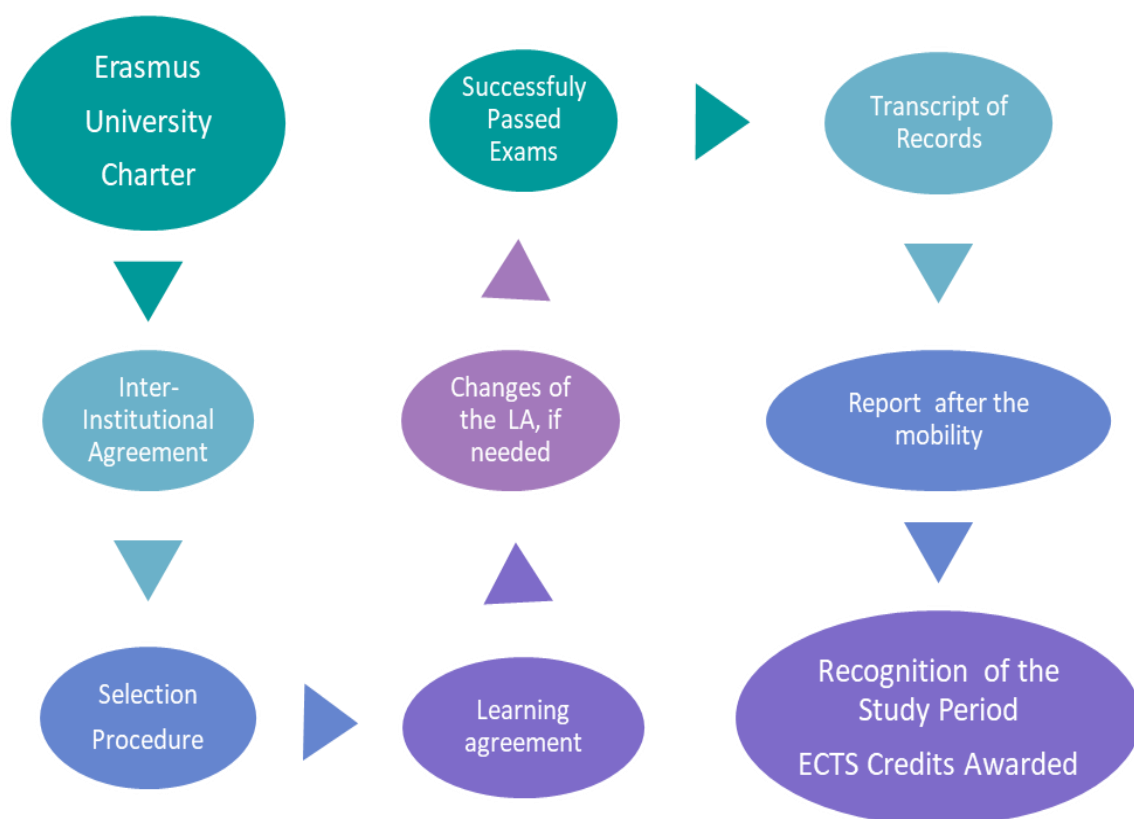 Erasmus
University
Charter
Inter-
Institutional
Agreement
Selection
Procedure
Learning
agreement
Changes of
the LA, if
needed
Successfuly
Passed
Exams
Transcript of
Records
Report after the
mobility
Recognition of the
Study Period
ECTS Credits Awarded